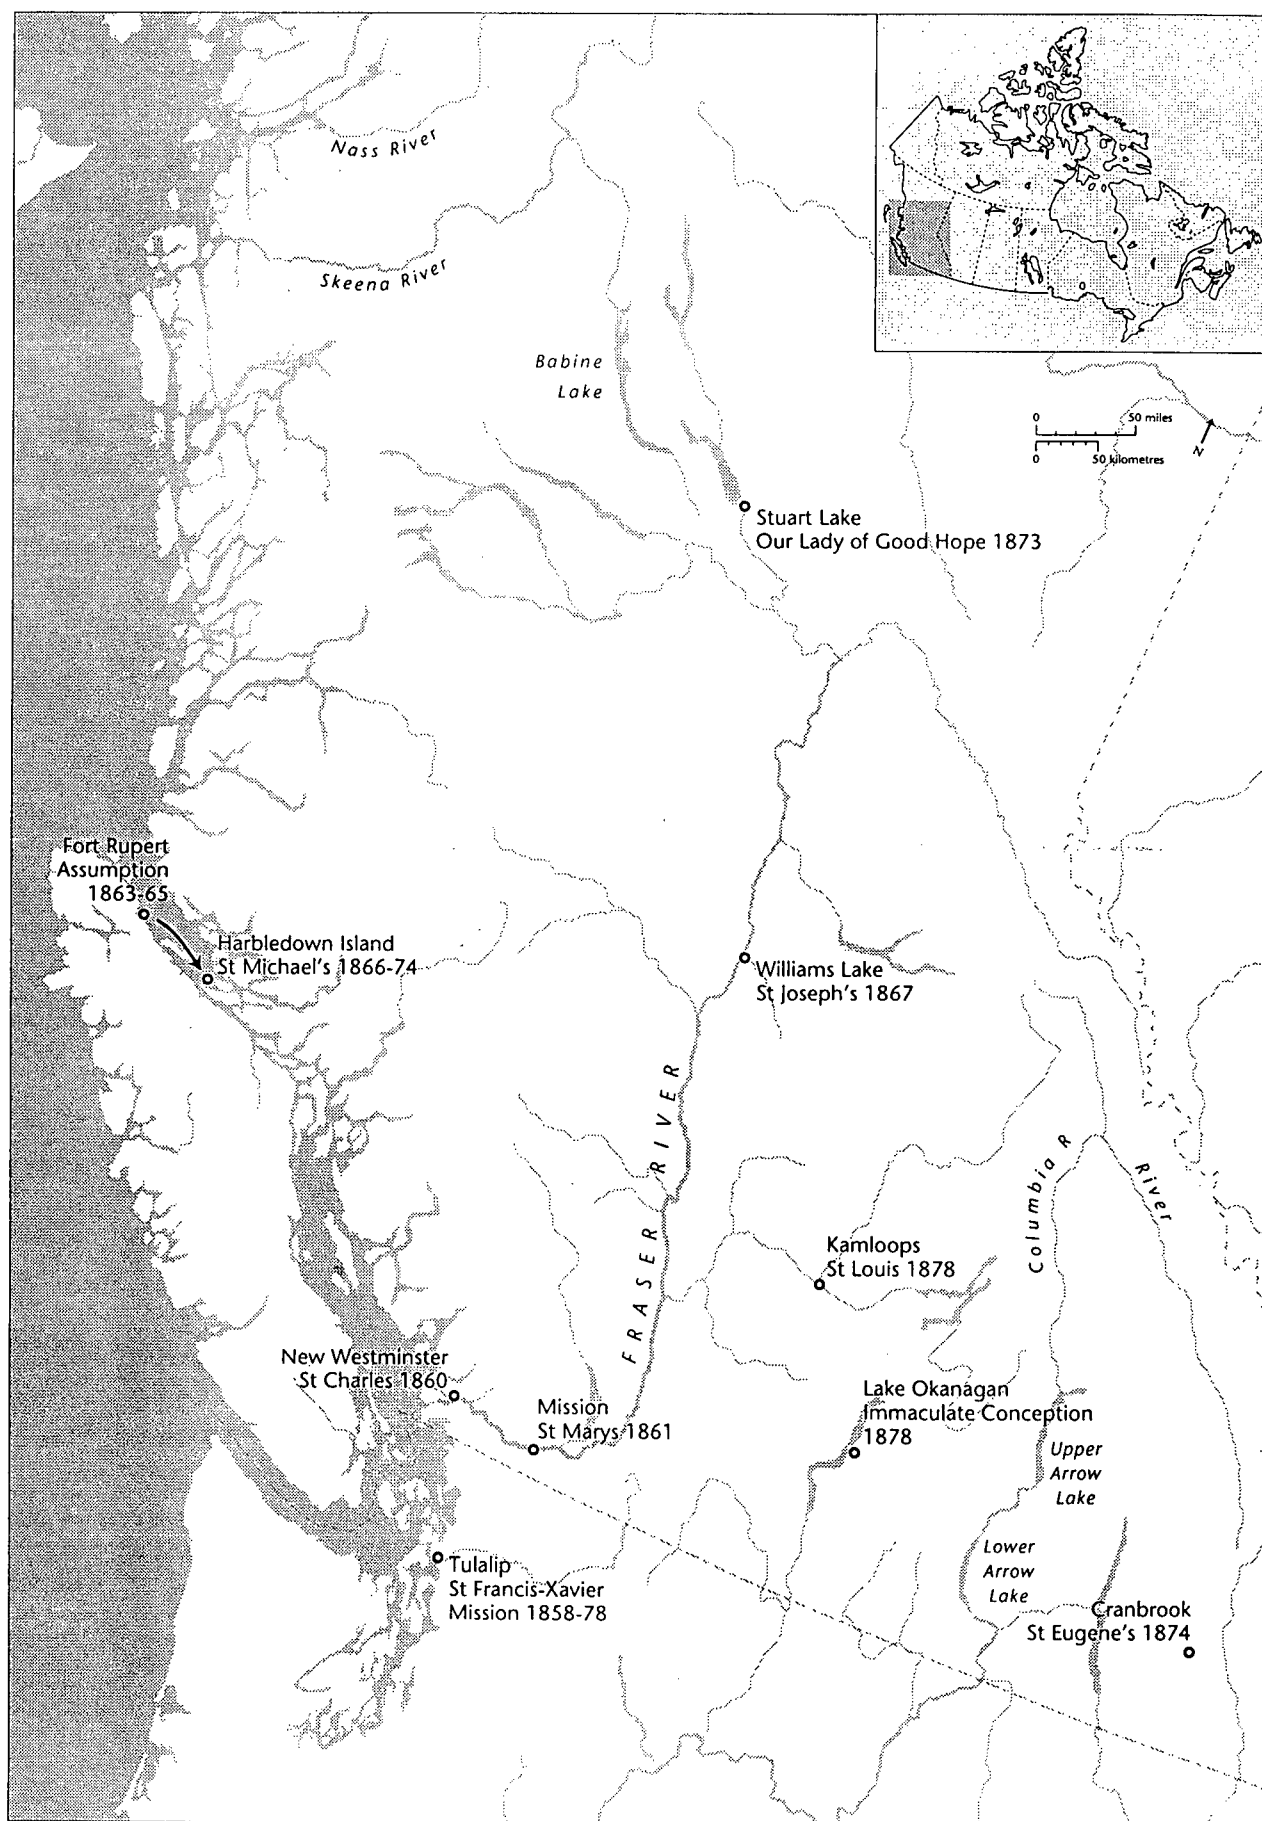 Nass River
Skeena River
Babine
Lake
0 50 miles
0 50 kilometres
N
Stuart Lake
Our Lady of Good Hope 1873
Fort Rupert
Assumption
1863-65
Harbledown Island
St Michael's 1866-74
Williams Lake
St Joseph's 1867
FRASER RIVER
Columbia R
River
Kamloops
St Louis 1878
New Westminster
St Charles 1860
Mission
St Marys 1861
Lake Okanagan
Immaculate Conception
1878
Upper
Arrow
Lake
Lower
Arrow
Lake
Tulalip
St Francis-Xavier
Mission 1858-78
Cranbrook
St Eugene's 1874